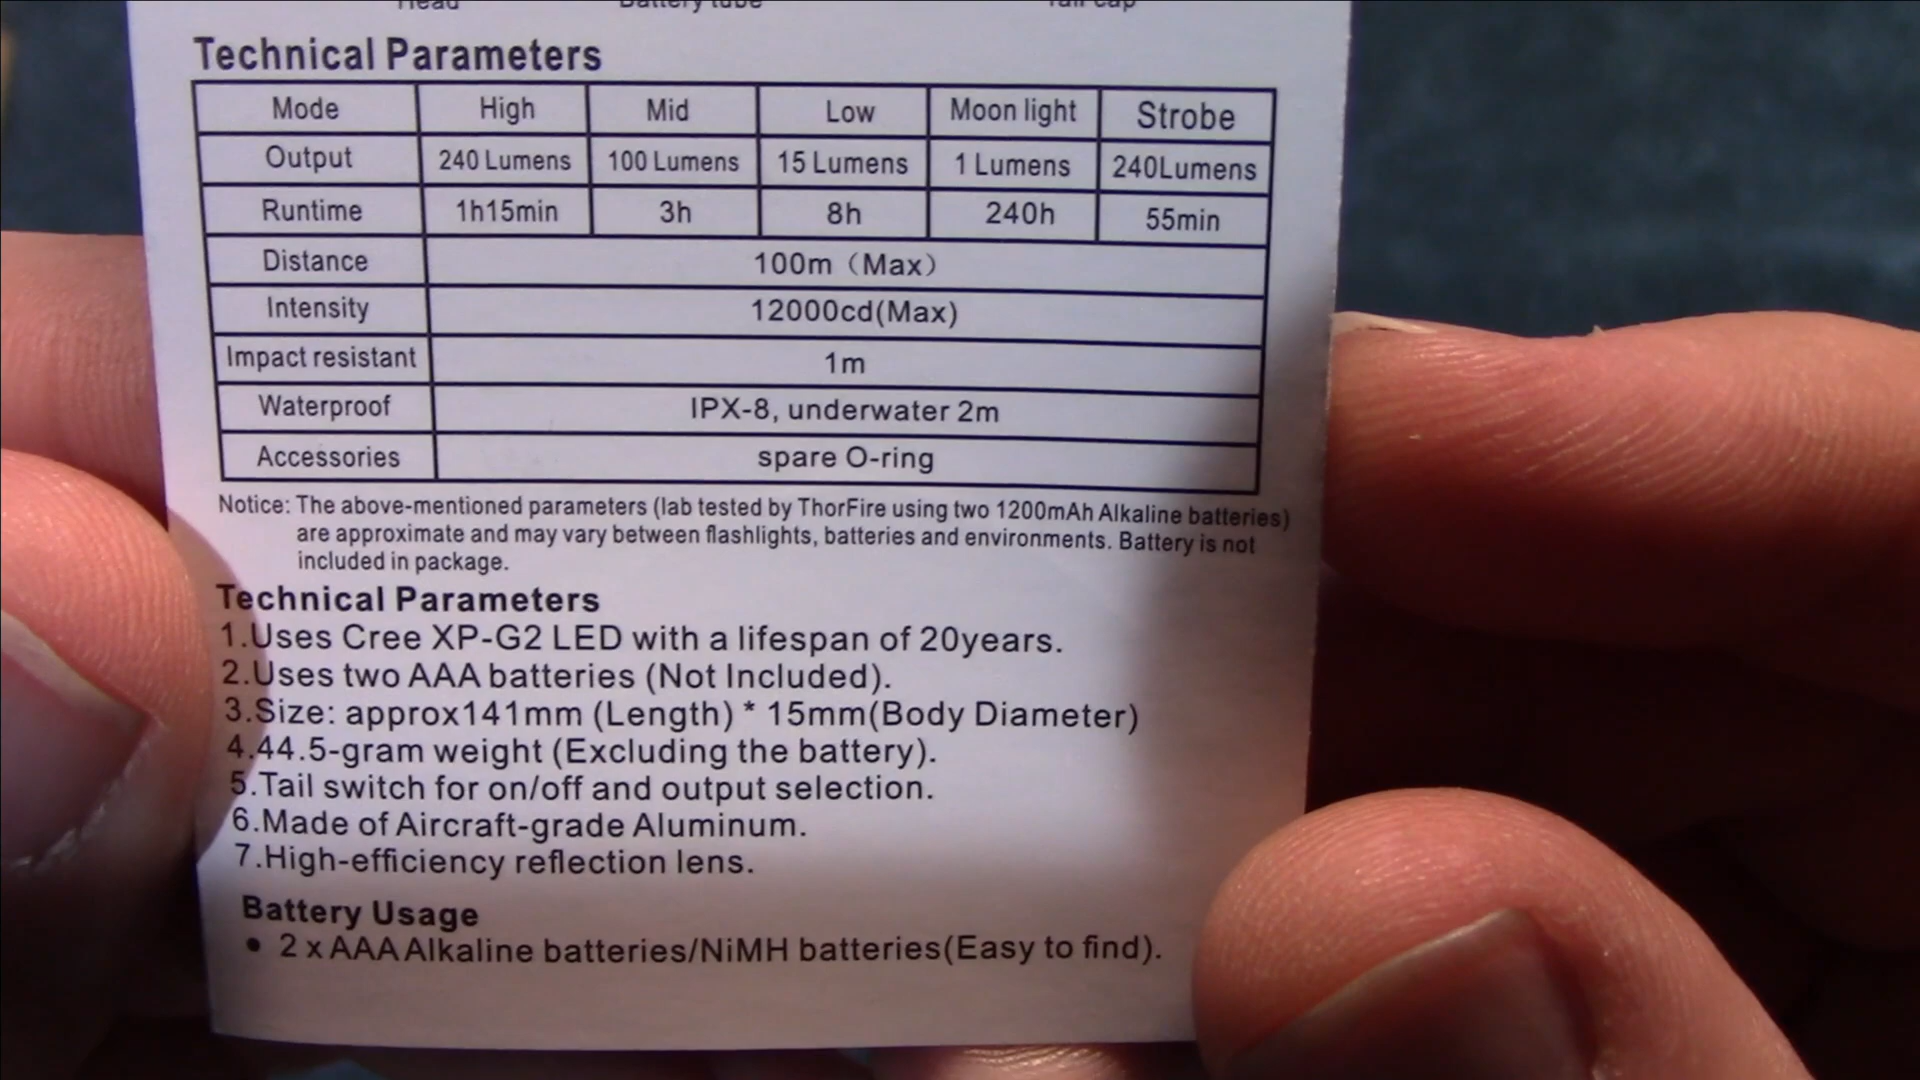 Head Battery tube Tail cap
Technical Parameters
Mode High Mid Low Moon light Strobe
Output 240 Lumens 100 Lumens 15 Lumens 1 Lumens 240Lumens
Runtime 1h15min 3h 8h 240h 55min
Distance 100m（Max）
Intensity 12000cd(Max)
Impact resistant 1m
Waterproof IPX-8, underwater 2m
Accessories spare O-ring
Notice: The above-mentioned parameters (lab tested by ThorFire using two 1200mAh Alkaline batteries)
are approximate and may vary between flashlights, batteries and environments. Battery is not
included in package.
Technical Parameters
1.Uses Cree XP-G2 LED with a lifespan of 20years.
2.Uses two AAA batteries (Not Included).
3.Size: approx141mm (Length) * 15mm(Body Diameter)
4.44.5-gram weight (Excluding the battery).
5.Tail switch for on/off and output selection.
6.Made of Aircraft-grade Aluminum.
7.High-efficiency reflection lens.
Battery Usage
• 2 x AAA Alkaline batteries/NiMH batteries(Easy to find).